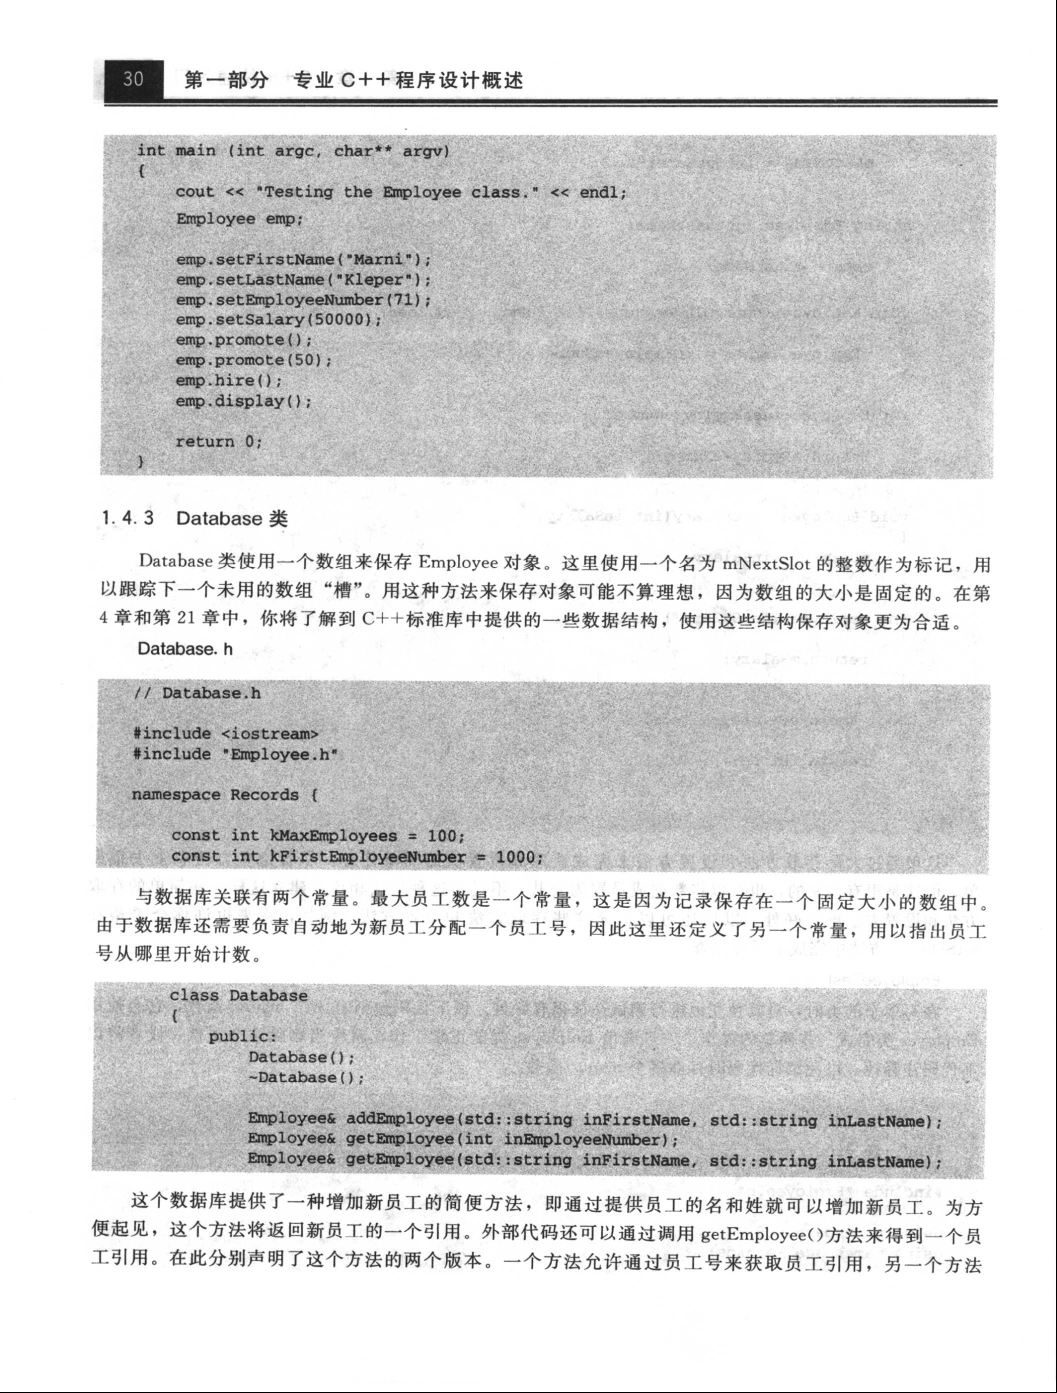 30 第一部分 专业 C++程序设计概述
int main (int argc, char** argv)
{
cout << "Testing the Employee class." << endl;
Employee emp;
emp.setFirstName("Marni");
emp.setLastName("Kleper");
emp.setEmployeeNumber(71);
emp.setSalary(50000);
emp.promote();
emp.promote(50);
emp.hire();
emp.display();
return 0;
}
1. 4. 3 Database 类
Database 类使用一个数组来保存 Employee 对象。这里使用一个名为 mNextSlot 的整数作为标记，用
以跟踪下一个未用的数组“槽”。用这种方法来保存对象可能不算理想，因为数组的大小是固定的。在第
4 章和第 21 章中，你将了解到 C++标准库中提供的一些数据结构，使用这些结构保存对象更为合适。
Database. h
// Database.h
#include <iostream>
#include "Employee.h"
namespace Records {
const int kMaxEmployees = 100;
const int kFirstEmployeeNumber = 1000;
与数据库关联有两个常量。最大员工数是一个常量，这是因为记录保存在一个固定大小的数组中。
由于数据库还需要负责自动地为新员工分配一个员工号，因此这里还定义了另一个常量，用以指出员工
号从哪里开始计数。
class Database
{
public:
Database();
~Database();
Employee& addEmployee(std::string inFirstName, std::string inLastName);
Employee& getEmployee(int inEmployeeNumber);
Employee& getEmployee(std::string inFirstName, std::string inLastName);
这个数据库提供了一种增加新员工的简便方法，即通过提供员工的名和姓就可以增加新员工。为方
便起见，这个方法将返回新员工的一个引用。外部代码还可以通过调用 getEmployee()方法来得到一个员
工引用。在此分别声明了这个方法的两个版本。一个方法允许通过员工号来获取员工引用，另一个方法